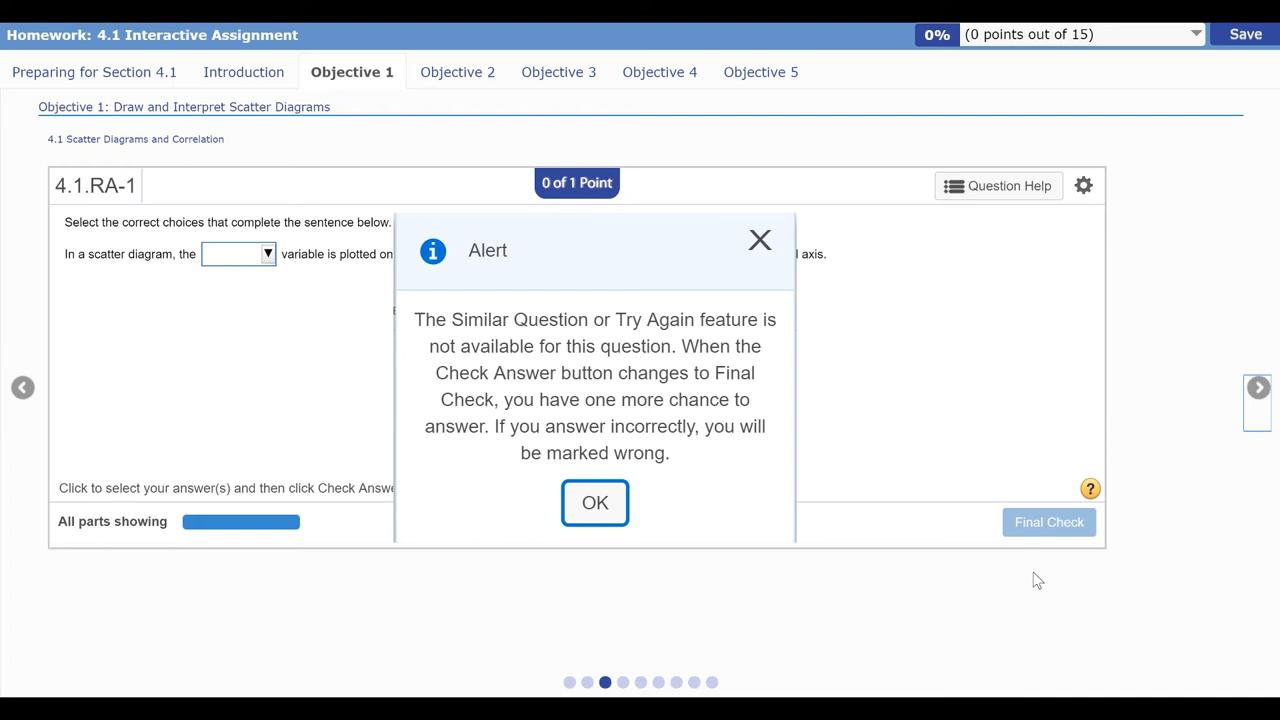 Homework: 4.1 Interactive Assignment
0% (0 points out of 15) Save
Preparing for Section 4.1 Introduction Objective 1 Objective 2 Objective 3 Objective 4 Objective 5
Objective 1: Draw and Interpret Scatter Diagrams
4.1 Scatter Diagrams and Correlation
4.1.RA-1
0 of 1 Point
Question Help
Select the correct choices that complete the sentence below.
In a scatter diagram, the variable is plotted on axis.
Alert
The Similar Question or Try Again feature is
not available for this question. When the
Check Answer button changes to Final
Check, you have one more chance to
answer. If you answer incorrectly, you will
be marked wrong.
OK
Click to select your answer(s) and then click Check
?
All parts showing
Final Check